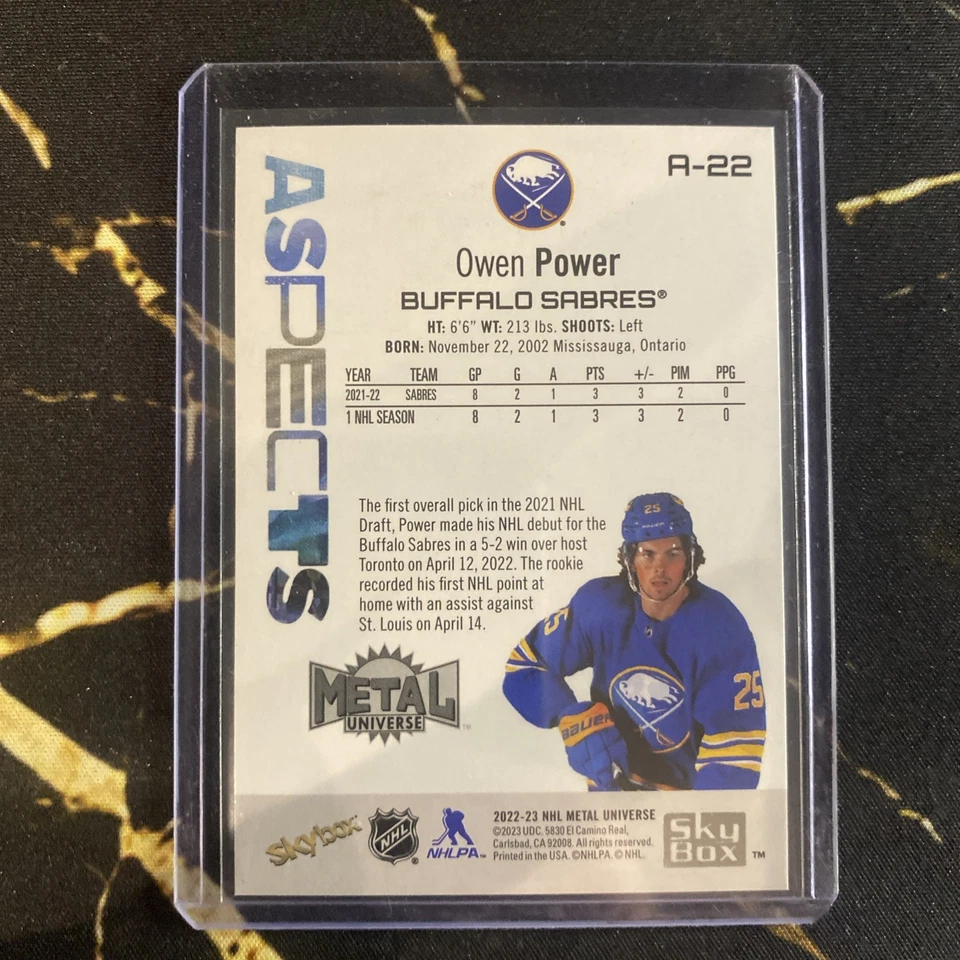 ASPECTS
A-22
Owen Power
BUFFALO SABRES®
HT: 6'6" WT: 213 lbs. SHOOTS: Left
BORN: November 22, 2002 Mississauga, Ontario
YEAR TEAM GP G A PTS +/- PIM PPG
2021-22 SABRES 8 2 1 3 3 2 0
1 NHL SEASON 8 2 1 3 3 2 0
The first overall pick in the 2021 NHL
Draft, Power made his NHL debut for the
Buffalo Sabres in a 5-2 win over host
Toronto on April 12, 2022. The rookie
recorded his first NHL point at
home with an assist against
St. Louis on April 14.
25
25
25
BAUER
METAL
UNIVERSE™
skybox
NHL®
NHLPA™
2022-23 NHL METAL UNIVERSE
©2023 UDC. 5830 El Camino Real,
Carlsbad, CA 92008. All rights reserved.
Printed in the USA. ©NHLPA. © NHL.
SKY
BOX™